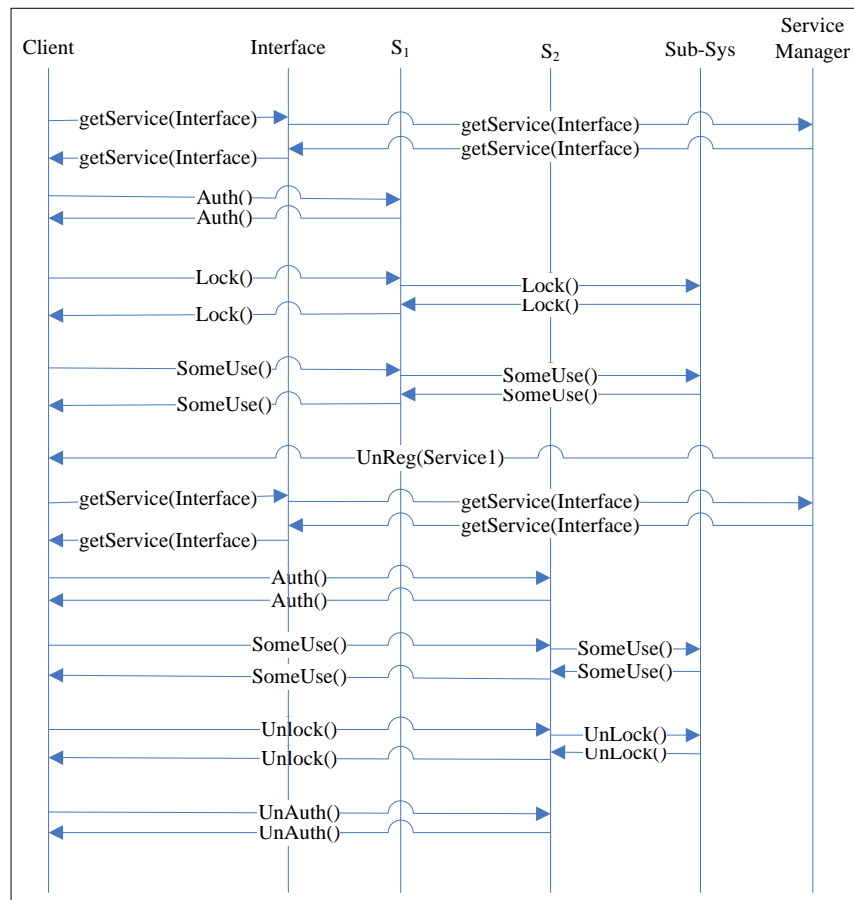 Client
Interface
S₁
S₂
Sub-Sys
Service
Manager
getService(Interface)
getService(Interface)
getService(Interface)
getService(Interface)
Auth()
Auth()
Lock()
Lock()
Lock()
Lock()
SomeUse()
SomeUse()
SomeUse()
SomeUse()
UnReg(Service1)
getService(Interface)
getService(Interface)
getService(Interface)
getService(Interface)
Auth()
Auth()
SomeUse()
SomeUse()
SomeUse()
SomeUse()
Unlock()
UnLock()
UnLock()
Unlock()
UnAuth()
UnAuth()